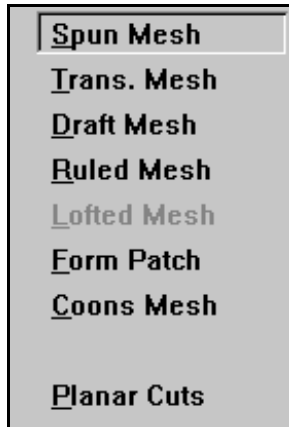 Spun Mesh
Trans. Mesh
Draft Mesh
Ruled Mesh
Lofted Mesh
Form Patch
Coons Mesh
Planar Cuts